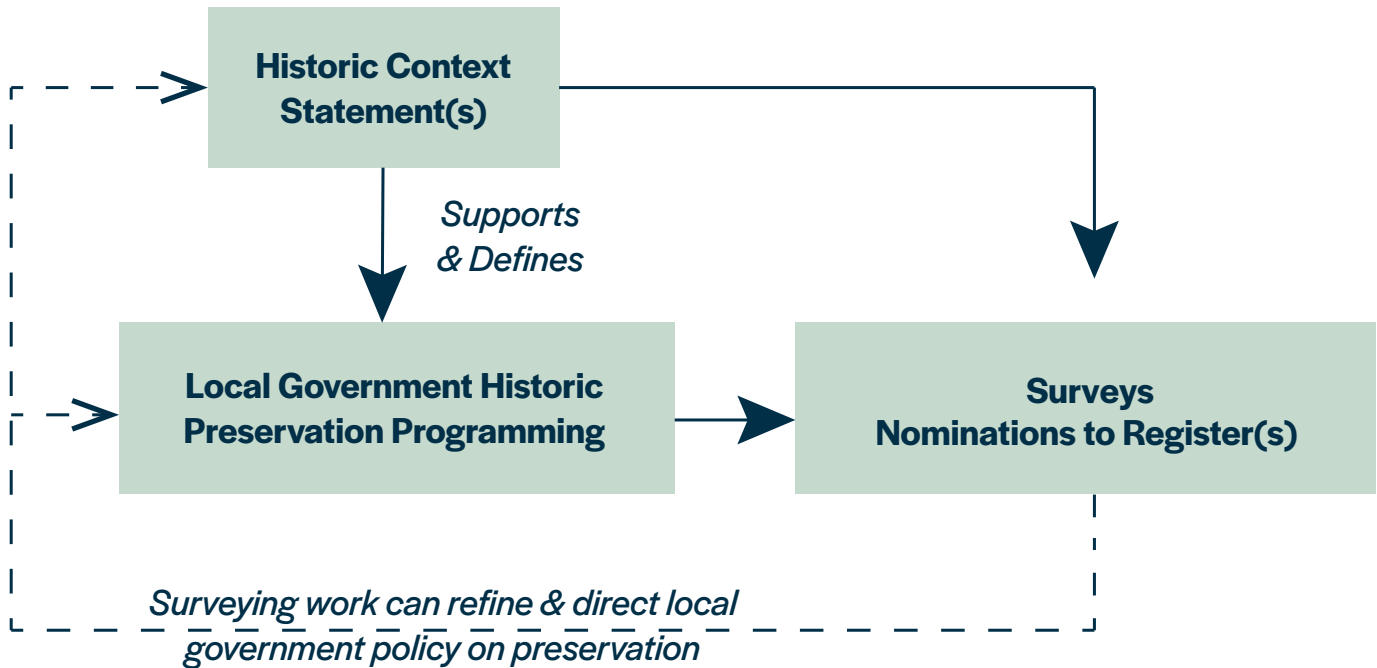 Historic Context
Statement(s)
Supports
& Defines
Local Government Historic
Preservation Programming
Surveys
Nominations to Register(s)
Surveying work can refine & direct local
government policy on preservation